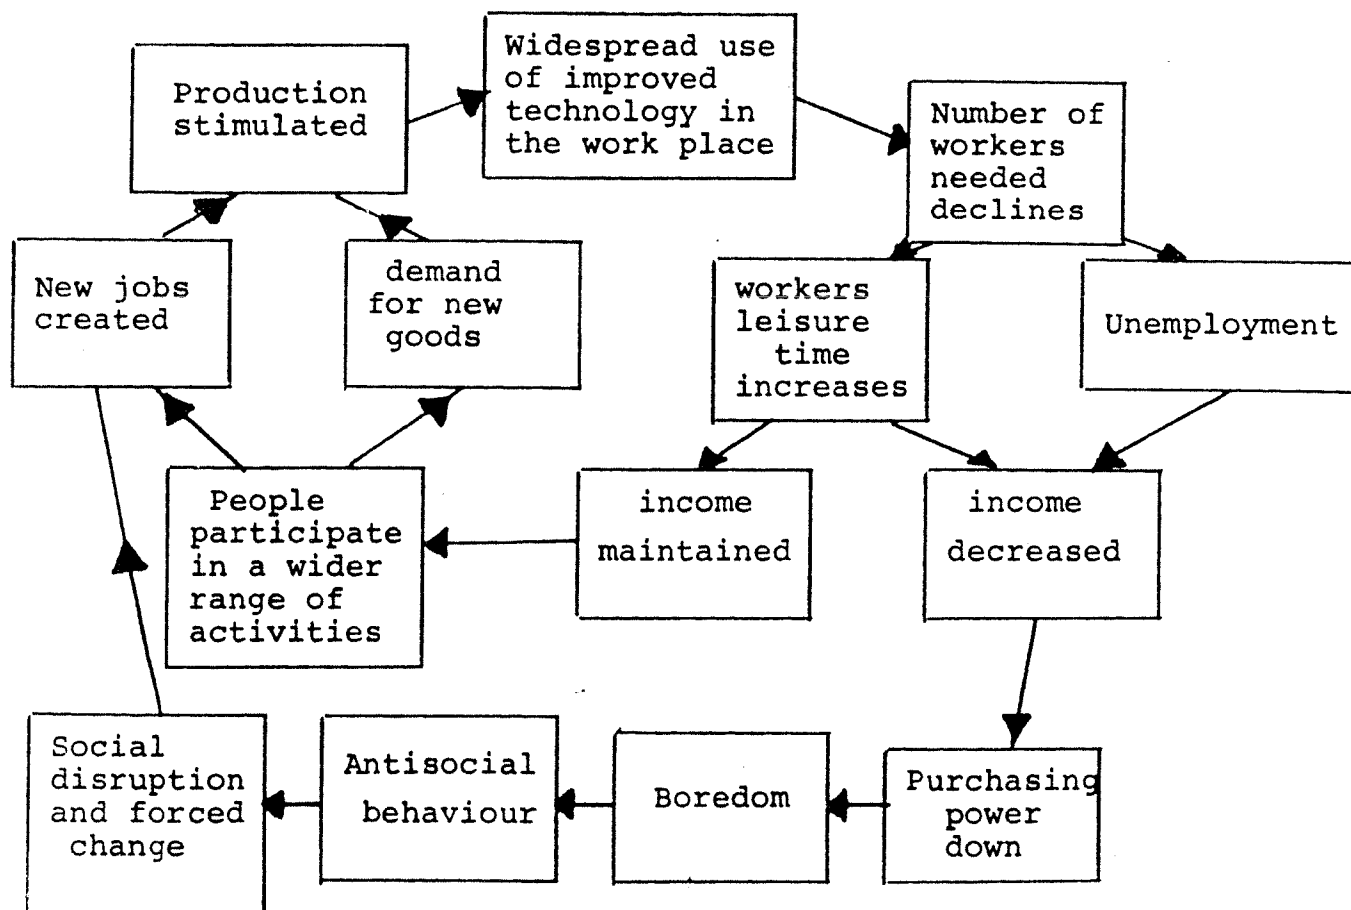 Production
stimulated
Widespread use
of improved
technology in
the work place
Number of
workers
needed
declines
New jobs
created
demand
for new
goods
workers
leisure
time
increases
Unemployment
People
participate
in a wider
range of
activities
income
maintained
income
decreased
Social
disruption
and forced
change
Antisocial
behaviour
Boredom
Purchasing
power
down